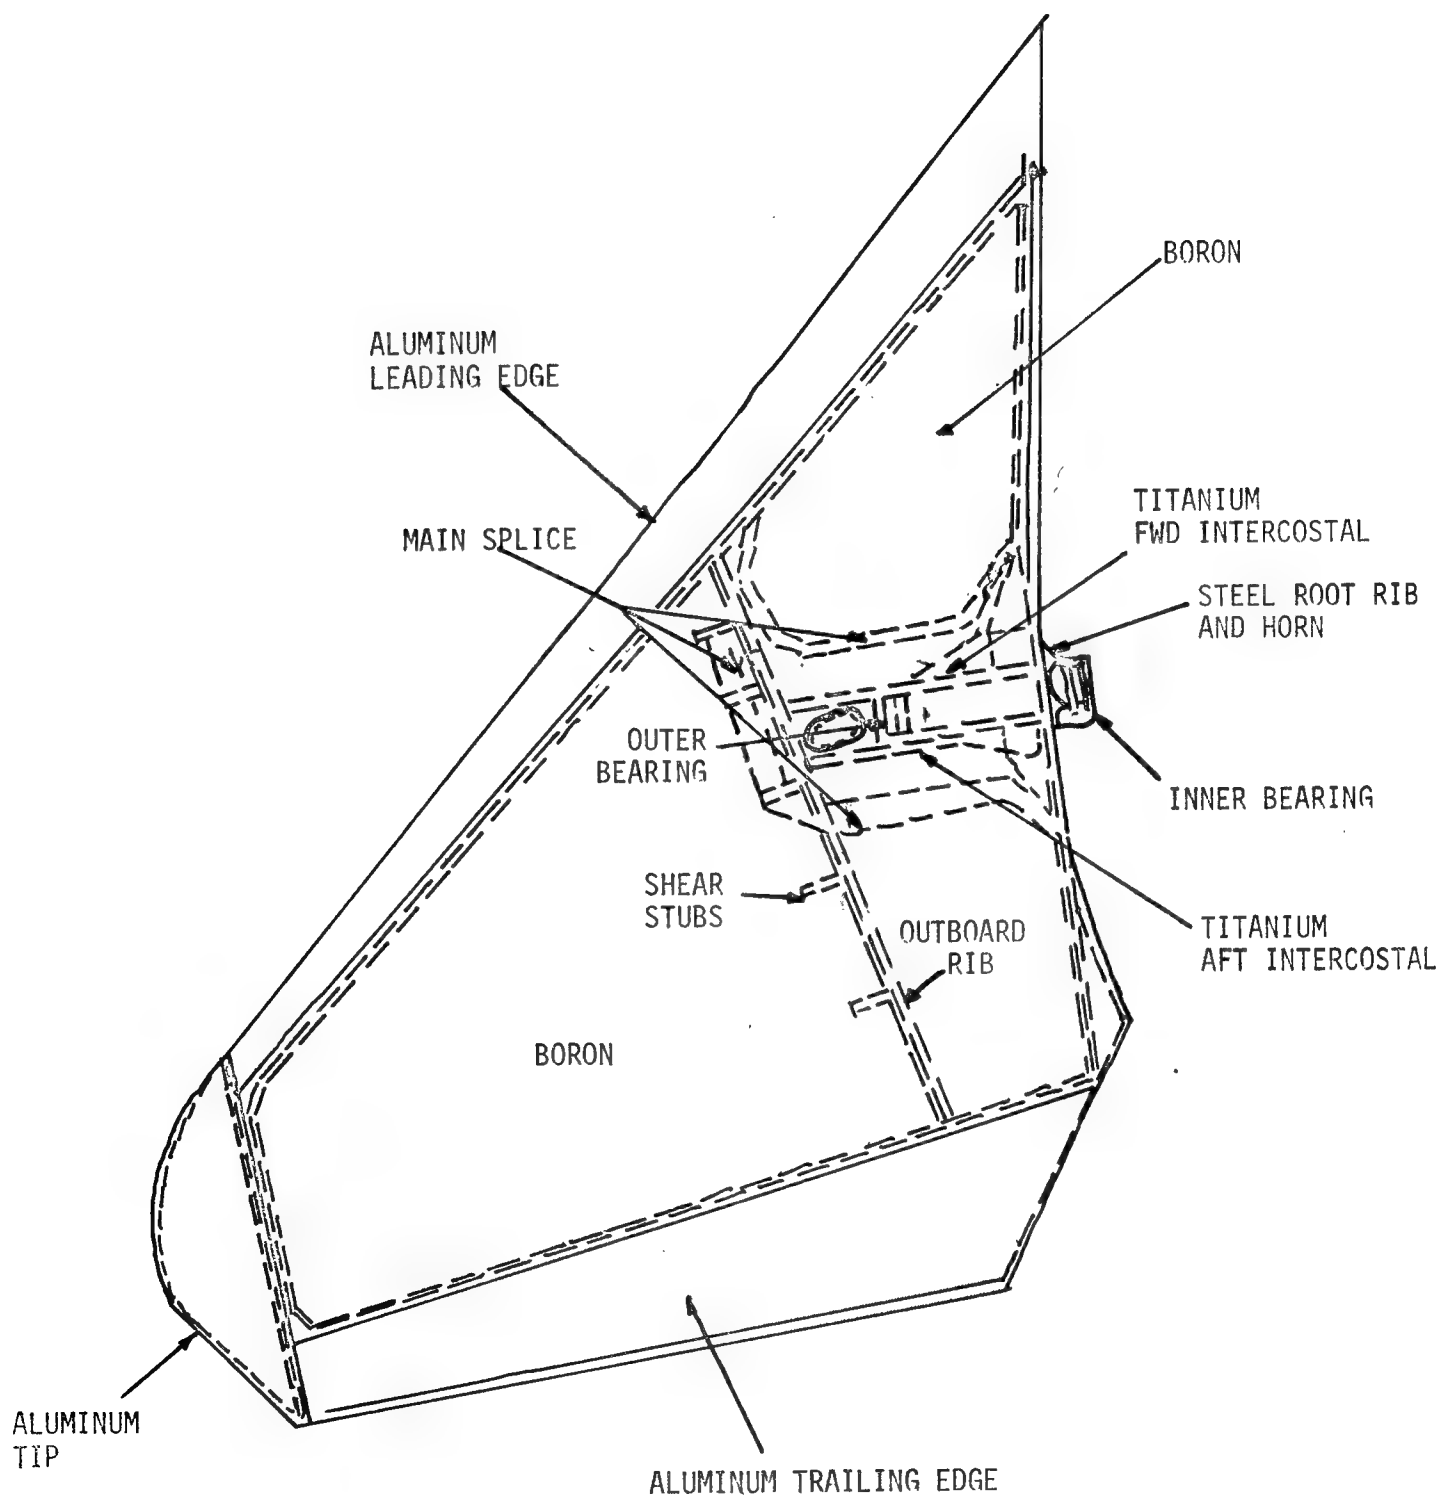 BORON
ALUMINUM
LEADING EDGE
TITANIUM
FWD INTERCOSTAL
MAIN SPLICE
STEEL ROOT RIB
AND HORN
OUTER
BEARING
INNER BEARING
SHEAR
STUBS
OUTBOARD
RIB
TITANIUM
AFT INTERCOSTAL
BORON
ALUMINUM
TIP
ALUMINUM TRAILING EDGE